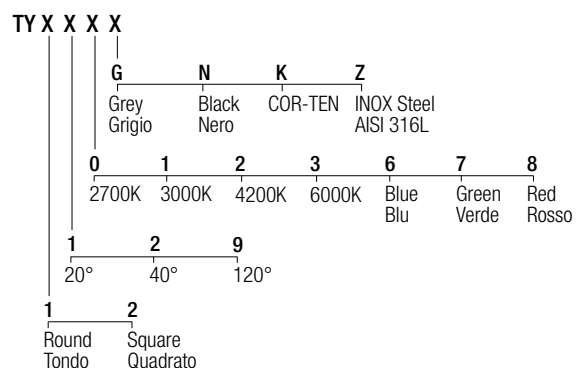 TY X X X X
G N K Z
Grey Black COR-TEN INOX Steel
Grigio Nero AISI 316L
0 1 2 3 6 7 8
2700K 3000K 4200K 6000K Blue Green Red
Blu Verde Rosso
1 2 9
20° 40° 120°
1 2
Round Square
Tondo Quadrato